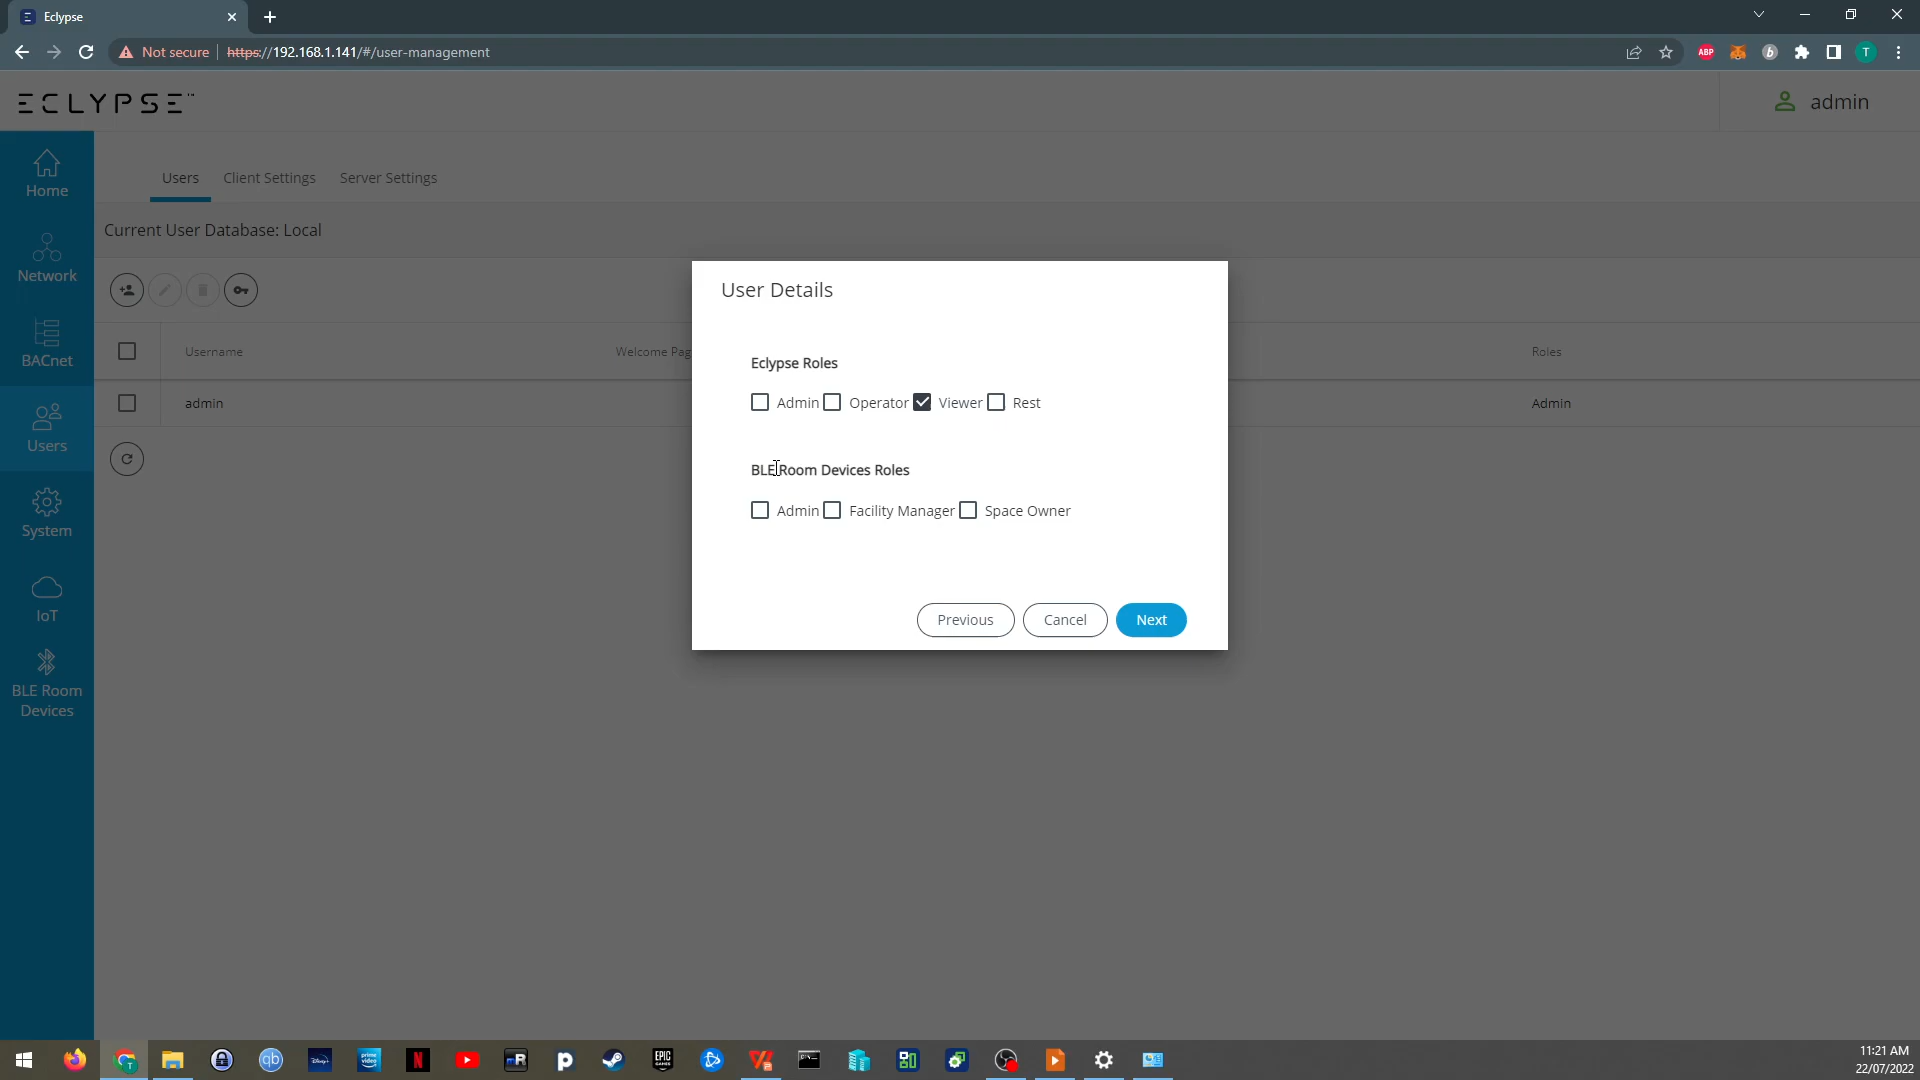 Eclypse
Not secure https://192.168.1.141/#/user-management
ABP
T
ECLYPSE™
admin
Home
Network
BACnet
Users
System
IoT
BLE Room
Devices
Users Client Settings Server Settings
Current User Database: Local
Username Welcome Pag Roles
admin Admin
User Details
Eclypse Roles
Admin Operator Viewer Rest
BLE Room Devices Roles
Admin Facility Manager Space Owner
Previous Cancel Next
11:21 AM
22/07/2022